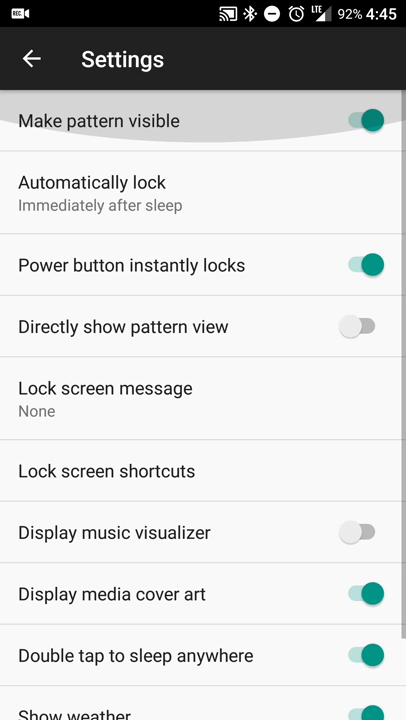 REC
LTE 92% 4:45
Settings
Make pattern visible
Automatically lock
Immediately after sleep
Power button instantly locks
Directly show pattern view
Lock screen message
None
Lock screen shortcuts
Display music visualizer
Display media cover art
Double tap to sleep anywhere
Show weather